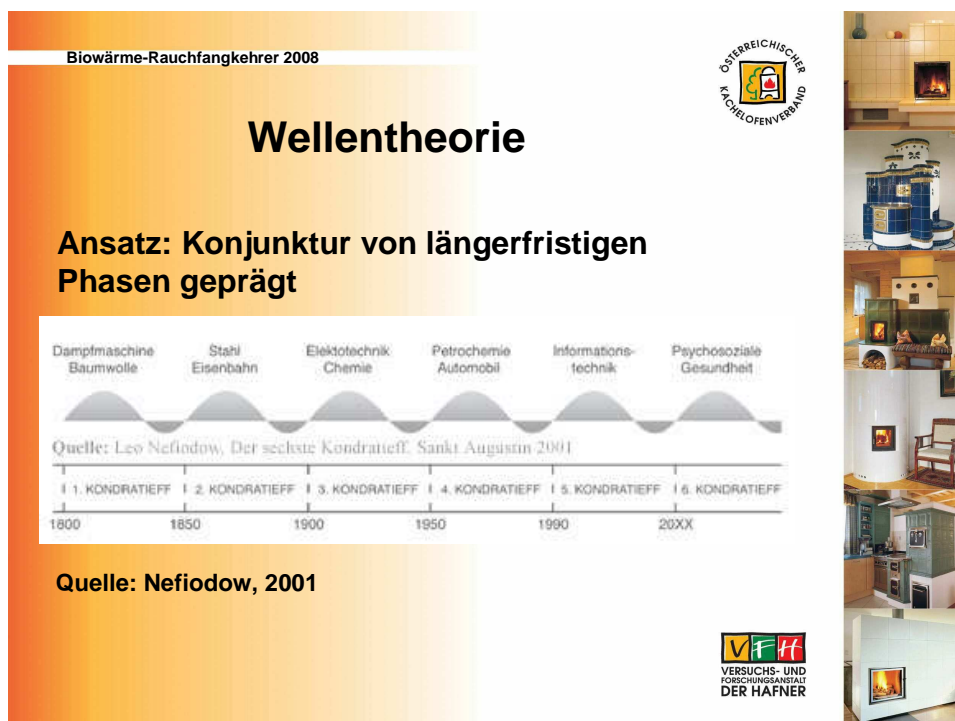 Biowärme-Rauchfangkehrer 2008
ÖSTERREICHISCHER
KACHELOFENVERBAND
Wellentheorie
Ansatz: Konjunktur von längerfristigen
Phasen geprägt
Dampfmaschine
Baumwolle
Stahl
Eisenbahn
Elektotechnik
Chemie
Petrochemie
Automobil
Informations-
technik
Psychosoziale
Gesundheit
Quelle: Leo Nefiodow, Der sechste Kondratieff, Sankt Augustin 2001
1. KONDRATIEFF 2. KONDRATIEFF 3. KONDRATIEFF 4. KONDRATIEFF 5. KONDRATIEFF 6. KONDRATIEFF
1800 1850 1900 1950 1990 20XX
Quelle: Nefiodow, 2001
VFH
VERSUCHS- UND
FORSCHUNGSANSTALT
DER HAFNER